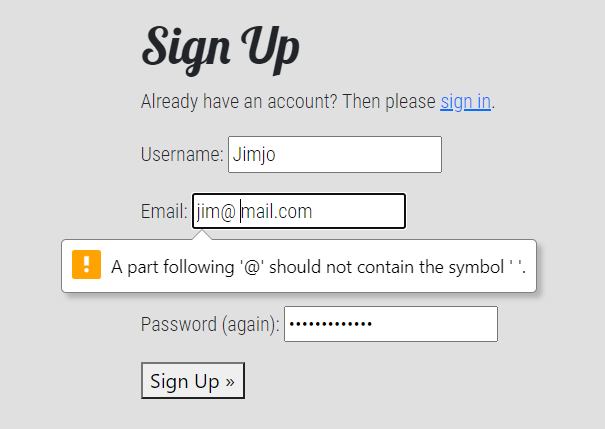 Sign Up
Already have an account? Then please sign in.
Username: Jimjo
Email: jim@ mail.com
A part following '@' should not contain the symbol ' '.
Password (again): •••••••••••••
Sign Up »